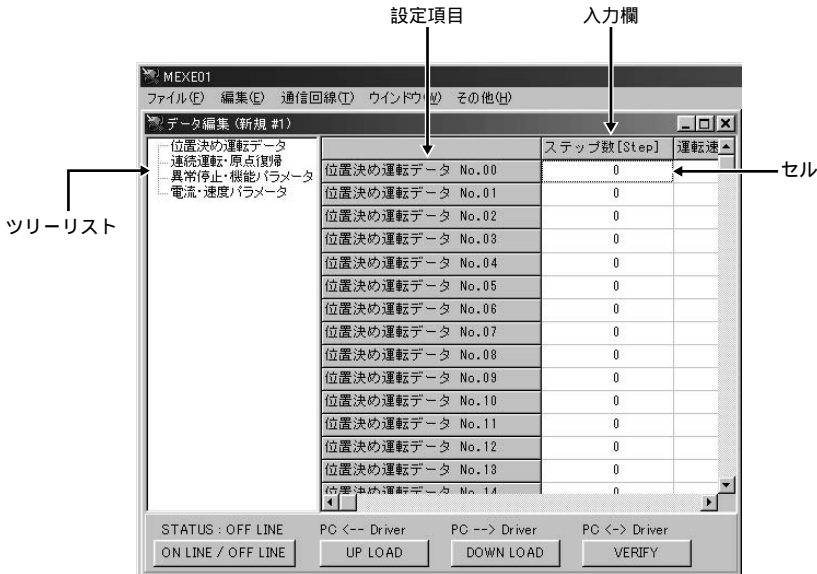 設定項目
入力欄
MEXE01
ファイル(F) 編集(E) 通信回線(T) ウインドウ(W) その他(H)
データ編集 (新規 #1)
位置決め運転データ
連続運転・原点復帰
異常停止・機能パラメータ
電流・速度パラメータ
ツリーリスト
ステップ数[Step] 運転速
セル
位置決め運転データ No.00 0
位置決め運転データ No.01 0
位置決め運転データ No.02 0
位置決め運転データ No.03 0
位置決め運転データ No.04 0
位置決め運転データ No.05 0
位置決め運転データ No.06 0
位置決め運転データ No.07 0
位置決め運転データ No.08 0
位置決め運転データ No.09 0
位置決め運転データ No.10 0
位置決め運転データ No.11 0
位置決め運転データ No.12 0
位置決め運転データ No.13 0
位置決め運転データ No.14 0
STATUS : OFF LINE PC <-- Driver PC --> Driver PC <-> Driver
ON LINE / OFF LINE UP LOAD DOWN LOAD VERIFY